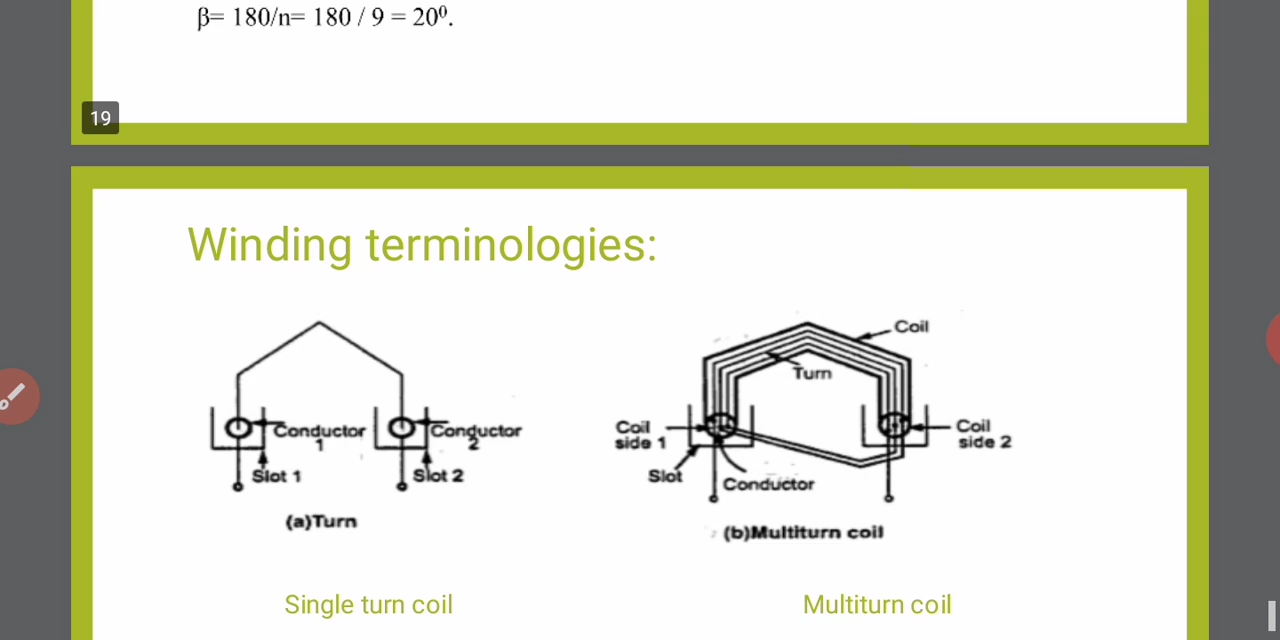 β= 180/n= 180 / 9 = 20⁰.
19
Winding terminologies:
Conductor
1
Slot 1
Conductor
2
Slot 2
(a)Turn
Single turn coil
Coil
Turn
Coil
side 1
Slot
Conductor
Coil
side 2
(b)Multiturn coil
Multiturn coil